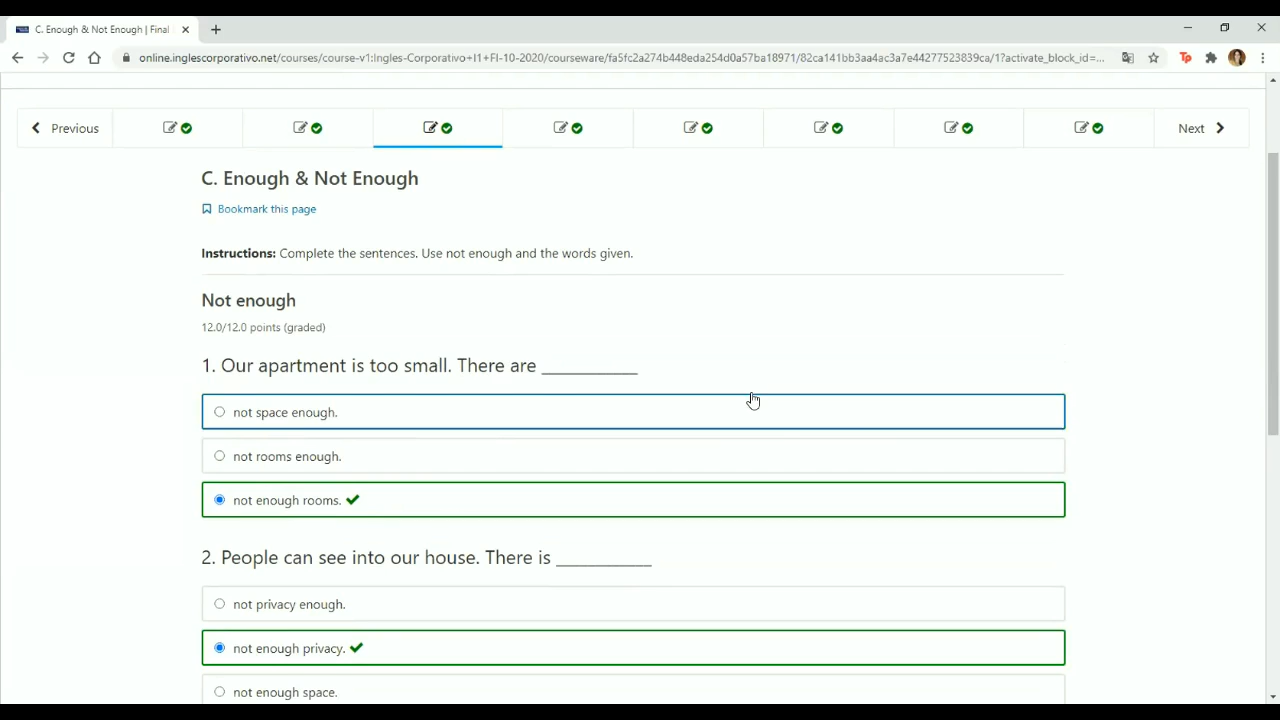 C. Enough & Not Enough | Final
online.inglescorporativo.net/courses/course-v1:Ingles-Corporativo+I1+FI-10-2020/courseware/fa5fc2a274b448eda254d0a57ba18971/82ca141bb3aa4ac3a7e44277523839ca/1?activate_block_id=...
Previous
Next
C. Enough & Not Enough
Bookmark this page
Instructions: Complete the sentences. Use not enough and the words given.
Not enough
12.0/12.0 points (graded)
1. Our apartment is too small. There are ___________
not space enough.
not rooms enough.
not enough rooms.
2. People can see into our house. There is ___________
not privacy enough.
not enough privacy.
not enough space.